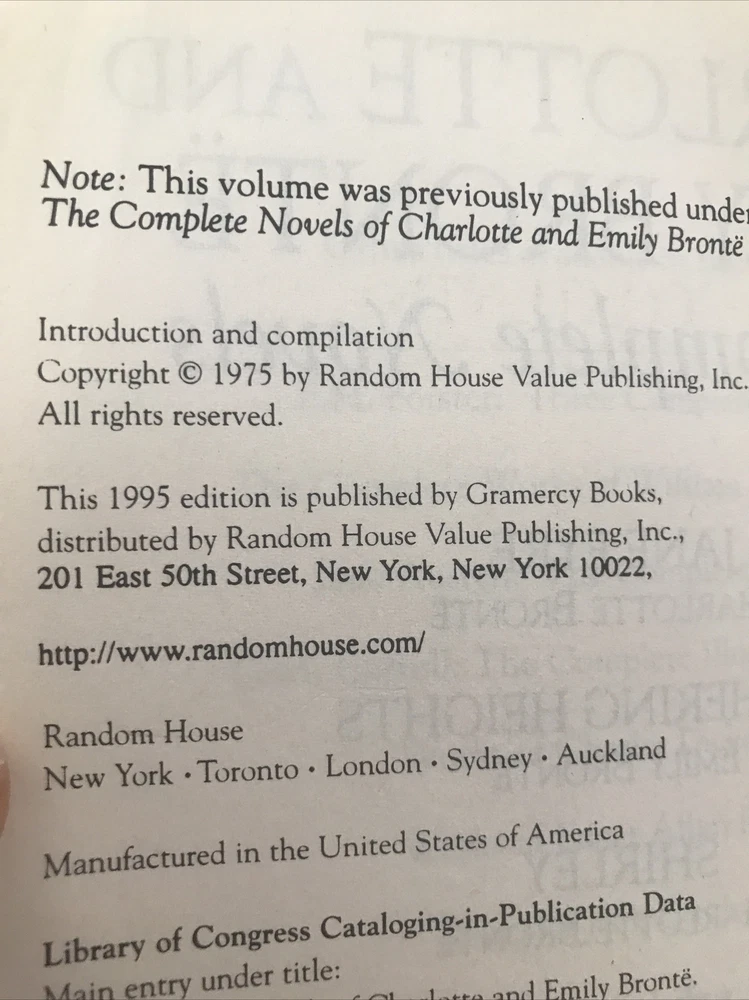 Note: This volume was previously published under
The Complete Novels of Charlotte and Emily Brontë
Introduction and compilation
Copyright © 1975 by Random House Value Publishing, Inc.
All rights reserved.
This 1995 edition is published by Gramercy Books,
distributed by Random House Value Publishing, Inc.,
201 East 50th Street, New York, New York 10022,
http://www.randomhouse.com/
Random House
New York • Toronto • London • Sydney • Auckland
Manufactured in the United States of America
Library of Congress Cataloging-in-Publication Data
Main entry under title:
of Charlotte and Emily Brontë.